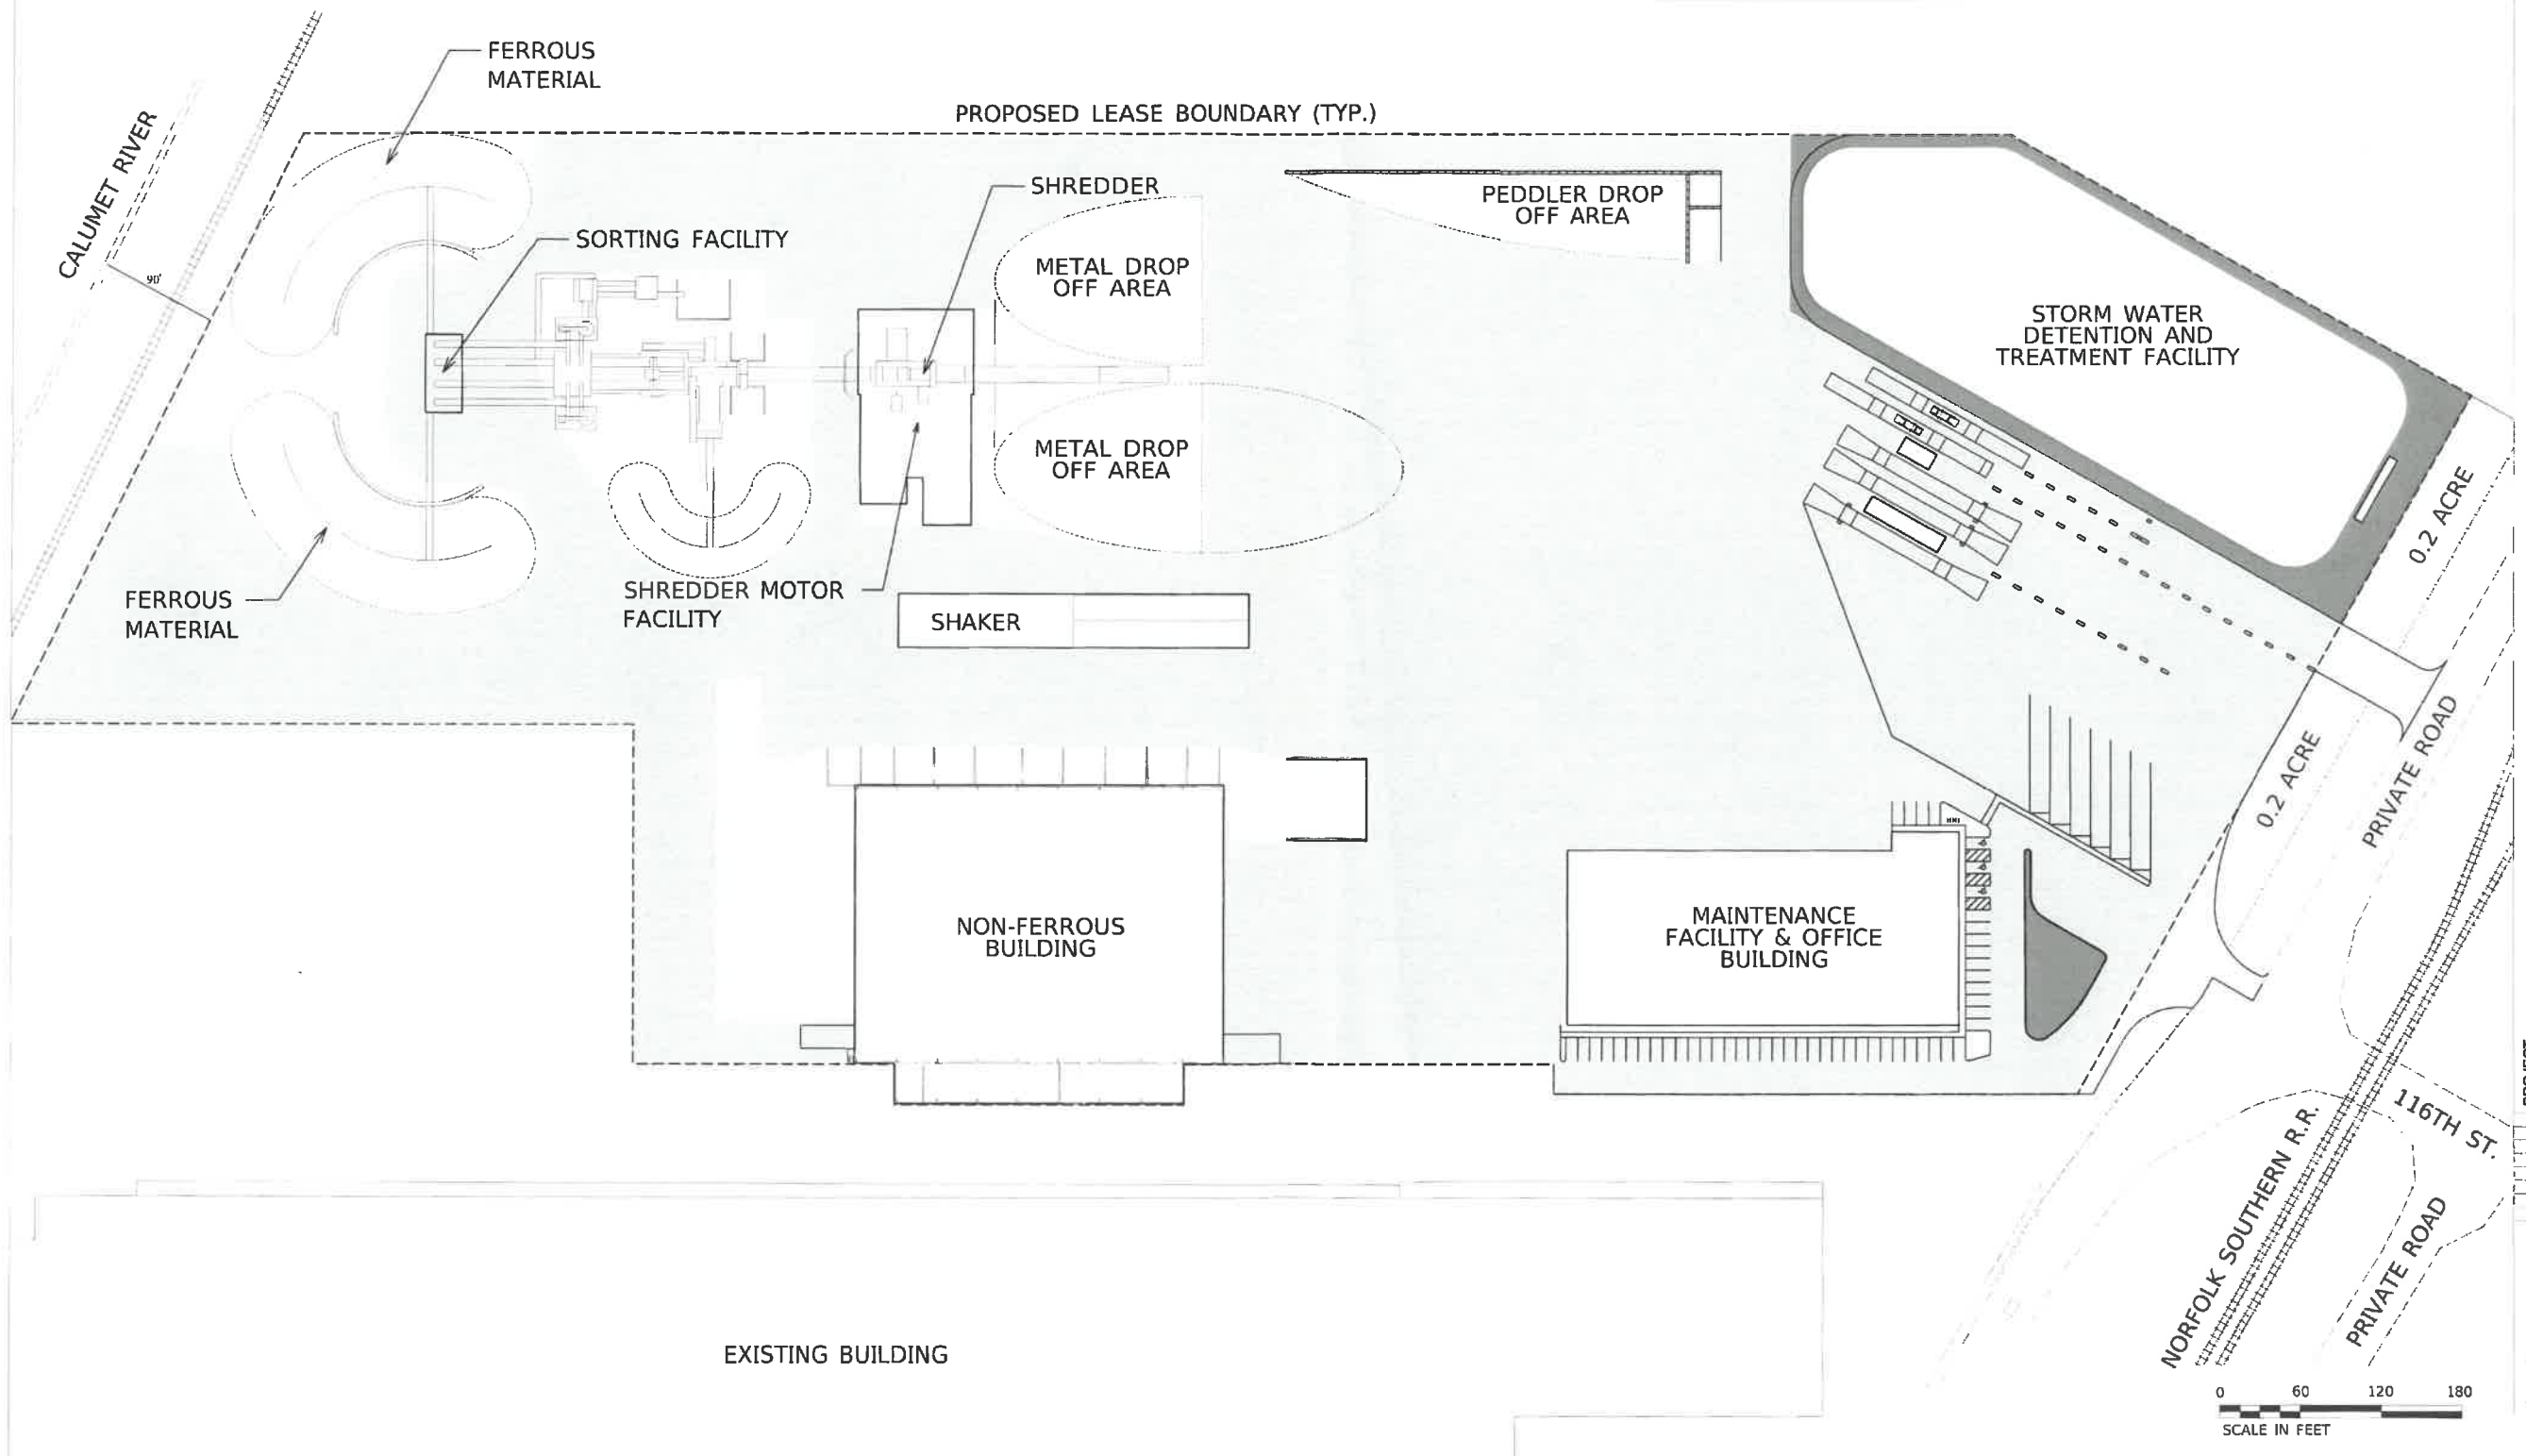 FERROUS
MATERIAL
PROPOSED LEASE BOUNDARY (TYP.)
CALUMET RIVER
90'
SHREDDER
SORTING FACILITY
PEDDLER DROP
OFF AREA
METAL DROP
OFF AREA
STORM WATER
DETENTION AND
TREATMENT FACILITY
METAL DROP
OFF AREA
0.2 ACRE
FERROUS
MATERIAL
SHREDDER MOTOR
FACILITY
SHAKER
0.2 ACRE
PRIVATE ROAD
NON-FERROUS
BUILDING
MAINTENANCE
FACILITY & OFFICE
BUILDING
116TH ST.
NORFOLK SOUTHERN R.R.
PRIVATE ROAD
EXISTING BUILDING
0 60 120 180
SCALE IN FEET